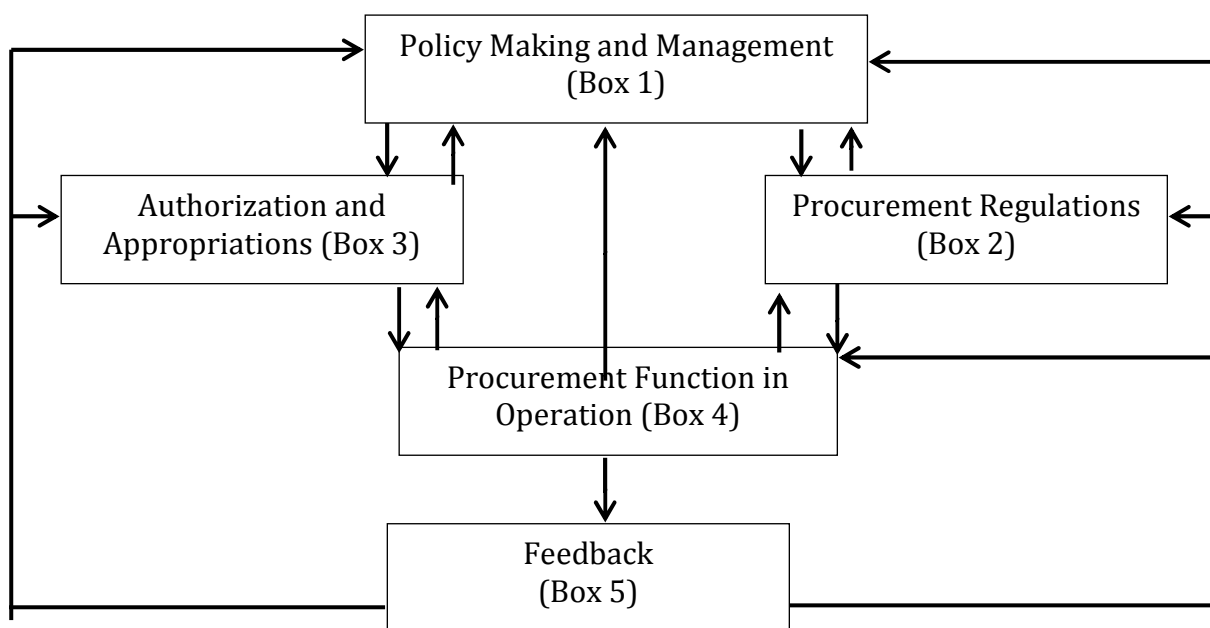 Policy Making and Management
(Box 1)
Authorization and
Appropriations (Box 3)
Procurement Regulations
(Box 2)
Procurement Function in
Operation (Box 4)
Feedback
(Box 5)